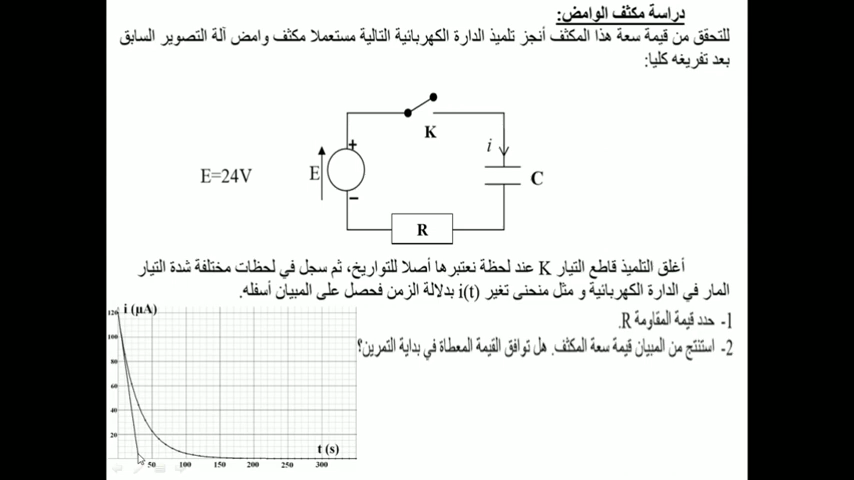 دراسة مكثف الوامض:
للتحقق من قيمة سعة هذا المكثف أنجز تلميذ الدارة الكهربائية التالية مستعملا مكثف وامض آلة التصوير السابق
بعد تفريغه كليا:
K
i
E=24V
E
+
−
C
R
أغلق التلميذ قاطع التيار K عند لحظة نعتبرها أصلا للتواريخ، ثم سجل في لحظات مختلفة شدة التيار
المار في الدارة الكهربائية و مثل منحنى تغير i(t) بدلالة الزمن فحصل على المبيان أسفله.
1- حدد قيمة المقاومة R.
2- استنتج من المبيان قيمة سعة المكثف. هل توافق القيمة المعطاة في بداية التمرين؟
i (μA)
120
100
80
60
40
20
t (s)
50 100 150 200 250 300